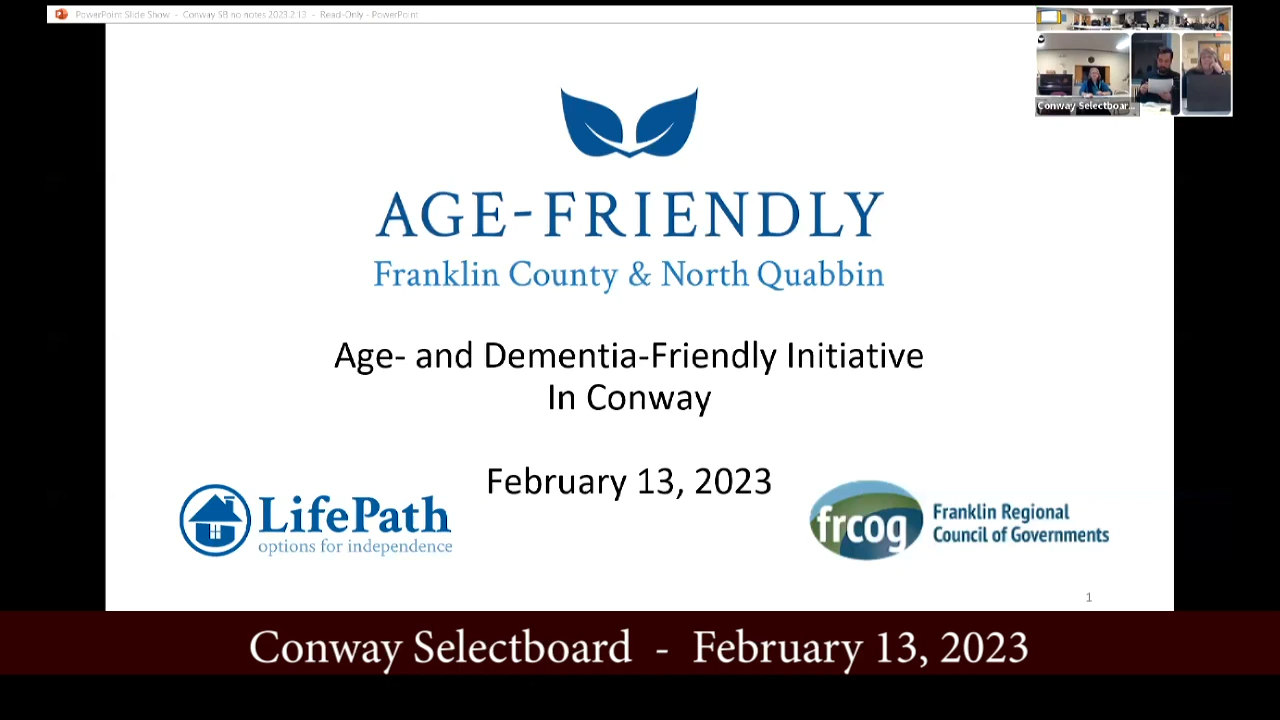 PowerPoint Slide Show - Conway SB no notes 2023.2.13 - Read-Only - PowerPoint
Conway Selectboar...
AGE-FRIENDLY
Franklin County & North Quabbin
Age- and Dementia-Friendly Initiative
In Conway
February 13, 2023
LifePath
options for independence
frcog
Franklin Regional
Council of Governments
1
Conway Selectboard - February 13, 2023